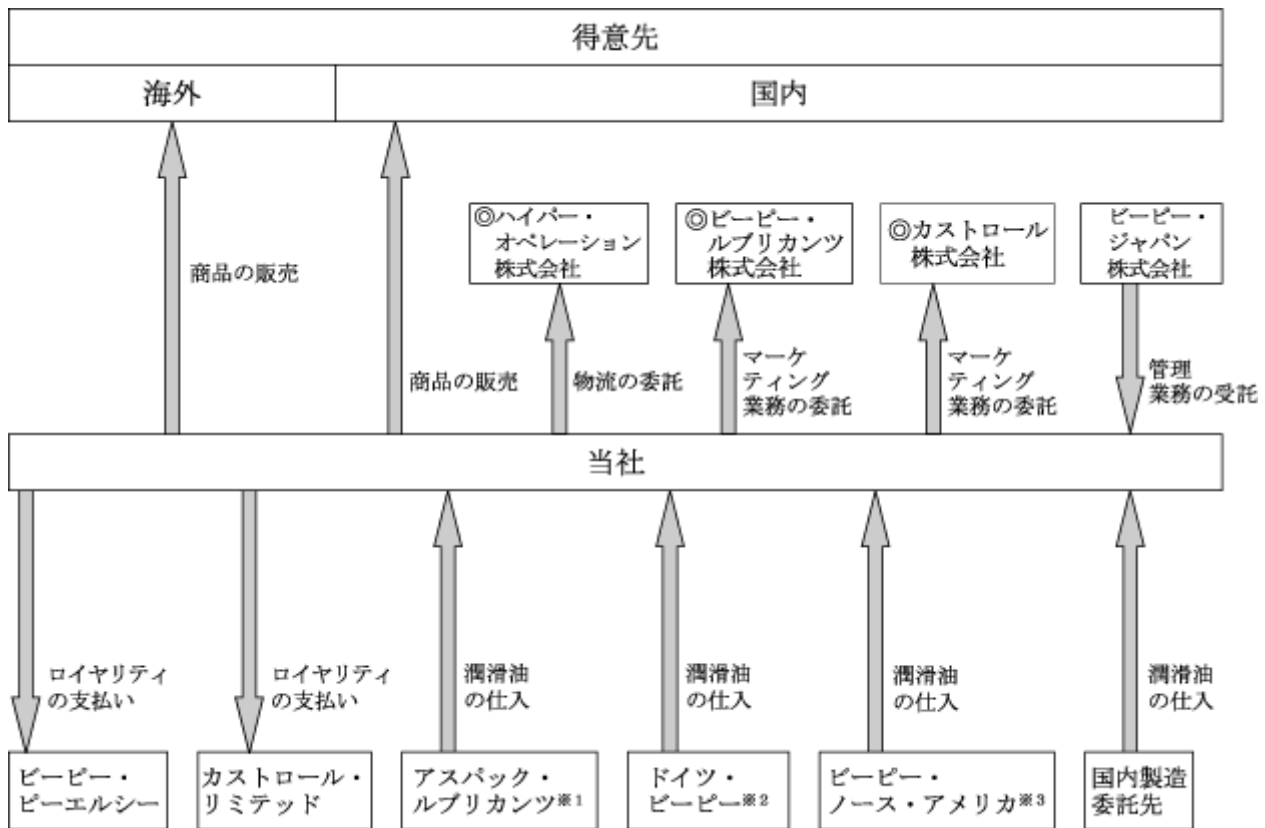 得意先
海外
国内
◎ハイパー・
オペレーション
株式会社
◎ビーピー・
ルブリカンツ
株式会社
◎カストロール
株式会社
ビーピー・
ジャパン
株式会社
商品の販売
商品の販売
物流の委託
マーケ
ティング
業務の委託
マーケ
ティング
業務の委託
管理
業務の受託
当社
ロイヤリティ
の支払い
ロイヤリティ
の支払い
潤滑油
の仕入
潤滑油
の仕入
潤滑油
の仕入
潤滑油
の仕入
ビーピー・
ピーエルシー
カストロール・
リミテッド
アスパック・
ルブリカンツ※1
ドイツ・
ビーピー※2
ビーピー・
ノース・アメリカ※3
国内製造
委託先